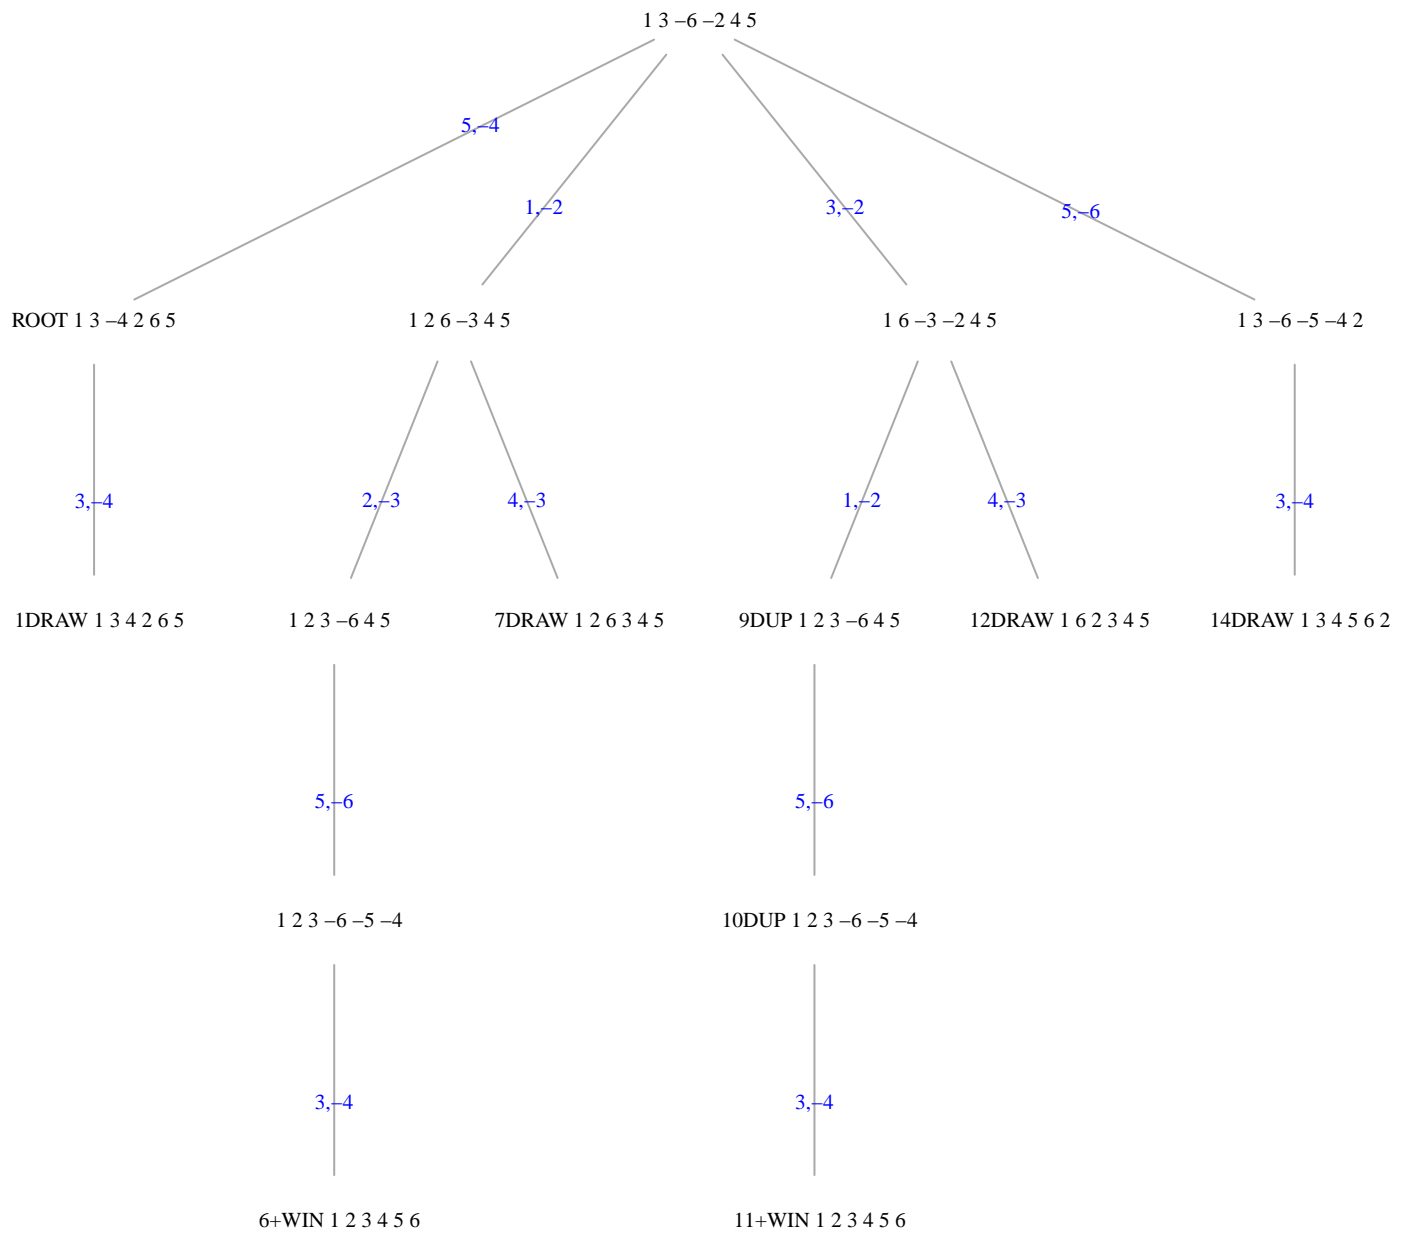 1 3 –6 –2 4 5
5,–4
1,–2
3,–2
5,–6
ROOT 1 3 –4 2 6 5
1 2 6 –3 4 5
1 6 –3 –2 4 5
1 3 –6 –5 –4 2
3,–4
2,–3
4,–3
1,–2
4,–3
3,–4
1DRAW 1 3 4 2 6 5
1 2 3 –6 4 5
7DRAW 1 2 6 3 4 5
9DUP 1 2 3 –6 4 5
12DRAW 1 6 2 3 4 5
14DRAW 1 3 4 5 6 2
5,–6
5,–6
1 2 3 –6 –5 –4
10DUP 1 2 3 –6 –5 –4
3,–4
3,–4
6+WIN 1 2 3 4 5 6
11+WIN 1 2 3 4 5 6